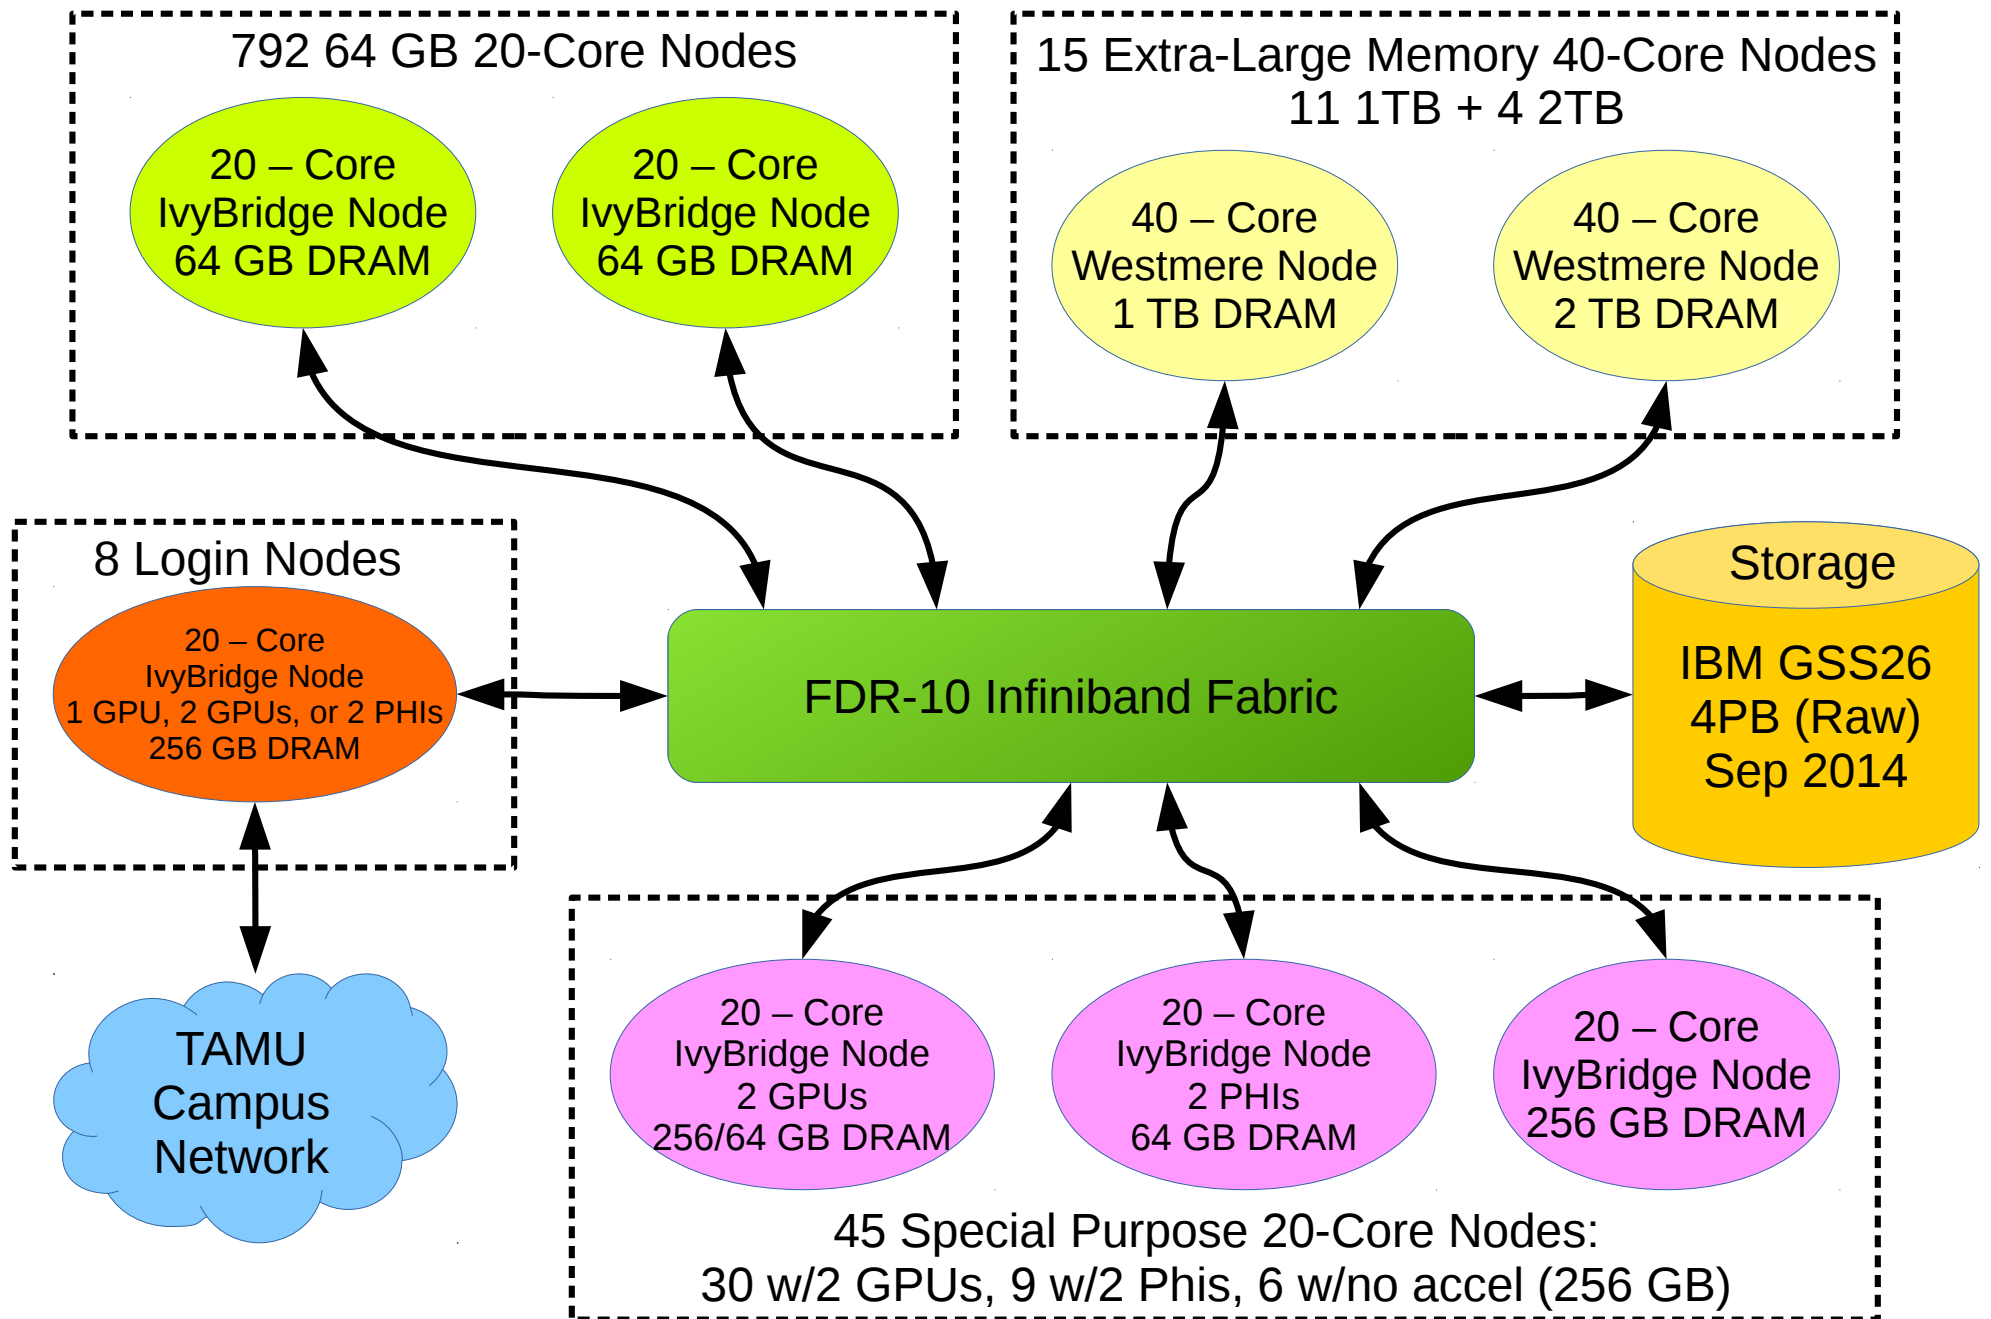 792 64 GB 20-Core Nodes
20 – Core
IvyBridge Node
64 GB DRAM
20 – Core
IvyBridge Node
64 GB DRAM
15 Extra-Large Memory 40-Core Nodes
11 1TB + 4 2TB
40 – Core
Westmere Node
1 TB DRAM
40 – Core
Westmere Node
2 TB DRAM
8 Login Nodes
20 – Core
IvyBridge Node
1 GPU, 2 GPUs, or 2 PHIs
256 GB DRAM
FDR-10 Infiniband Fabric
Storage
IBM GSS26
4PB (Raw)
Sep 2014
TAMU
Campus
Network
20 – Core
IvyBridge Node
2 GPUs
256/64 GB DRAM
20 – Core
IvyBridge Node
2 PHIs
64 GB DRAM
20 – Core
IvyBridge Node
256 GB DRAM
45 Special Purpose 20-Core Nodes:
30 w/2 GPUs, 9 w/2 Phis, 6 w/no accel (256 GB)